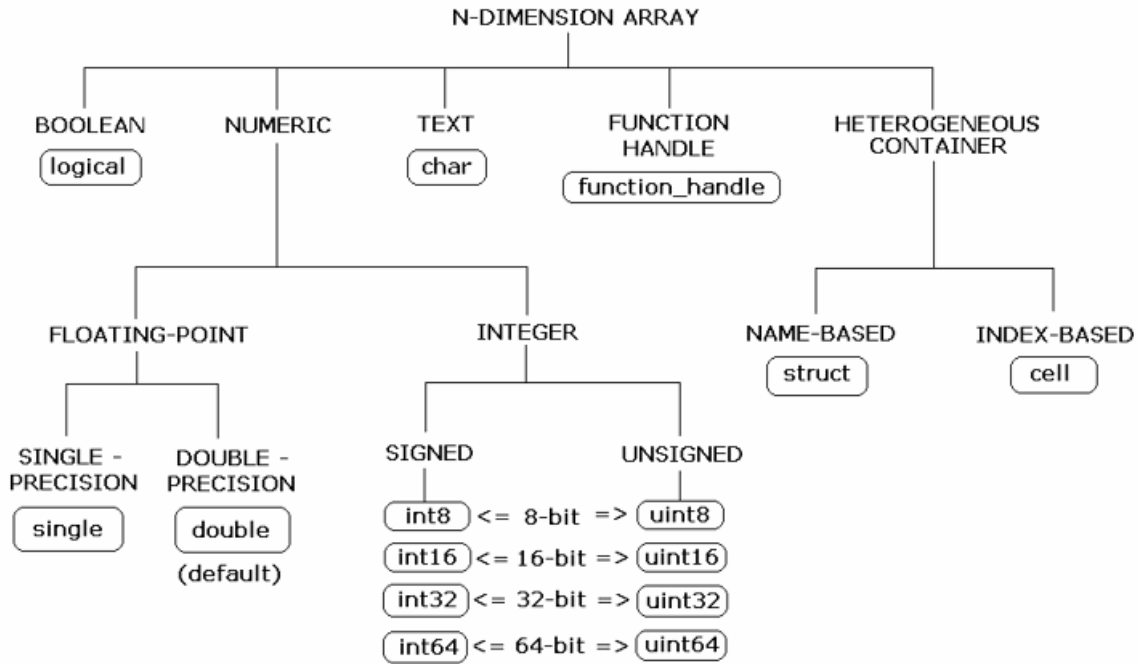 N-DIMENSION ARRAY
BOOLEAN
logical
NUMERIC
TEXT
char
FUNCTION
HANDLE
function_handle
HETEROGENEOUS
CONTAINER
FLOATING-POINT
INTEGER
NAME-BASED
struct
INDEX-BASED
cell
SINGLE -
PRECISION
single
DOUBLE -
PRECISION
double
(default)
SIGNED
UNSIGNED
int8 <= 8-bit => uint8
int16 <= 16-bit => uint16
int32 <= 32-bit => uint32
int64 <= 64-bit => uint64